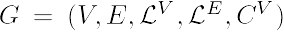 G = (V, E, ℒ^V, ℒ^E, C^V)